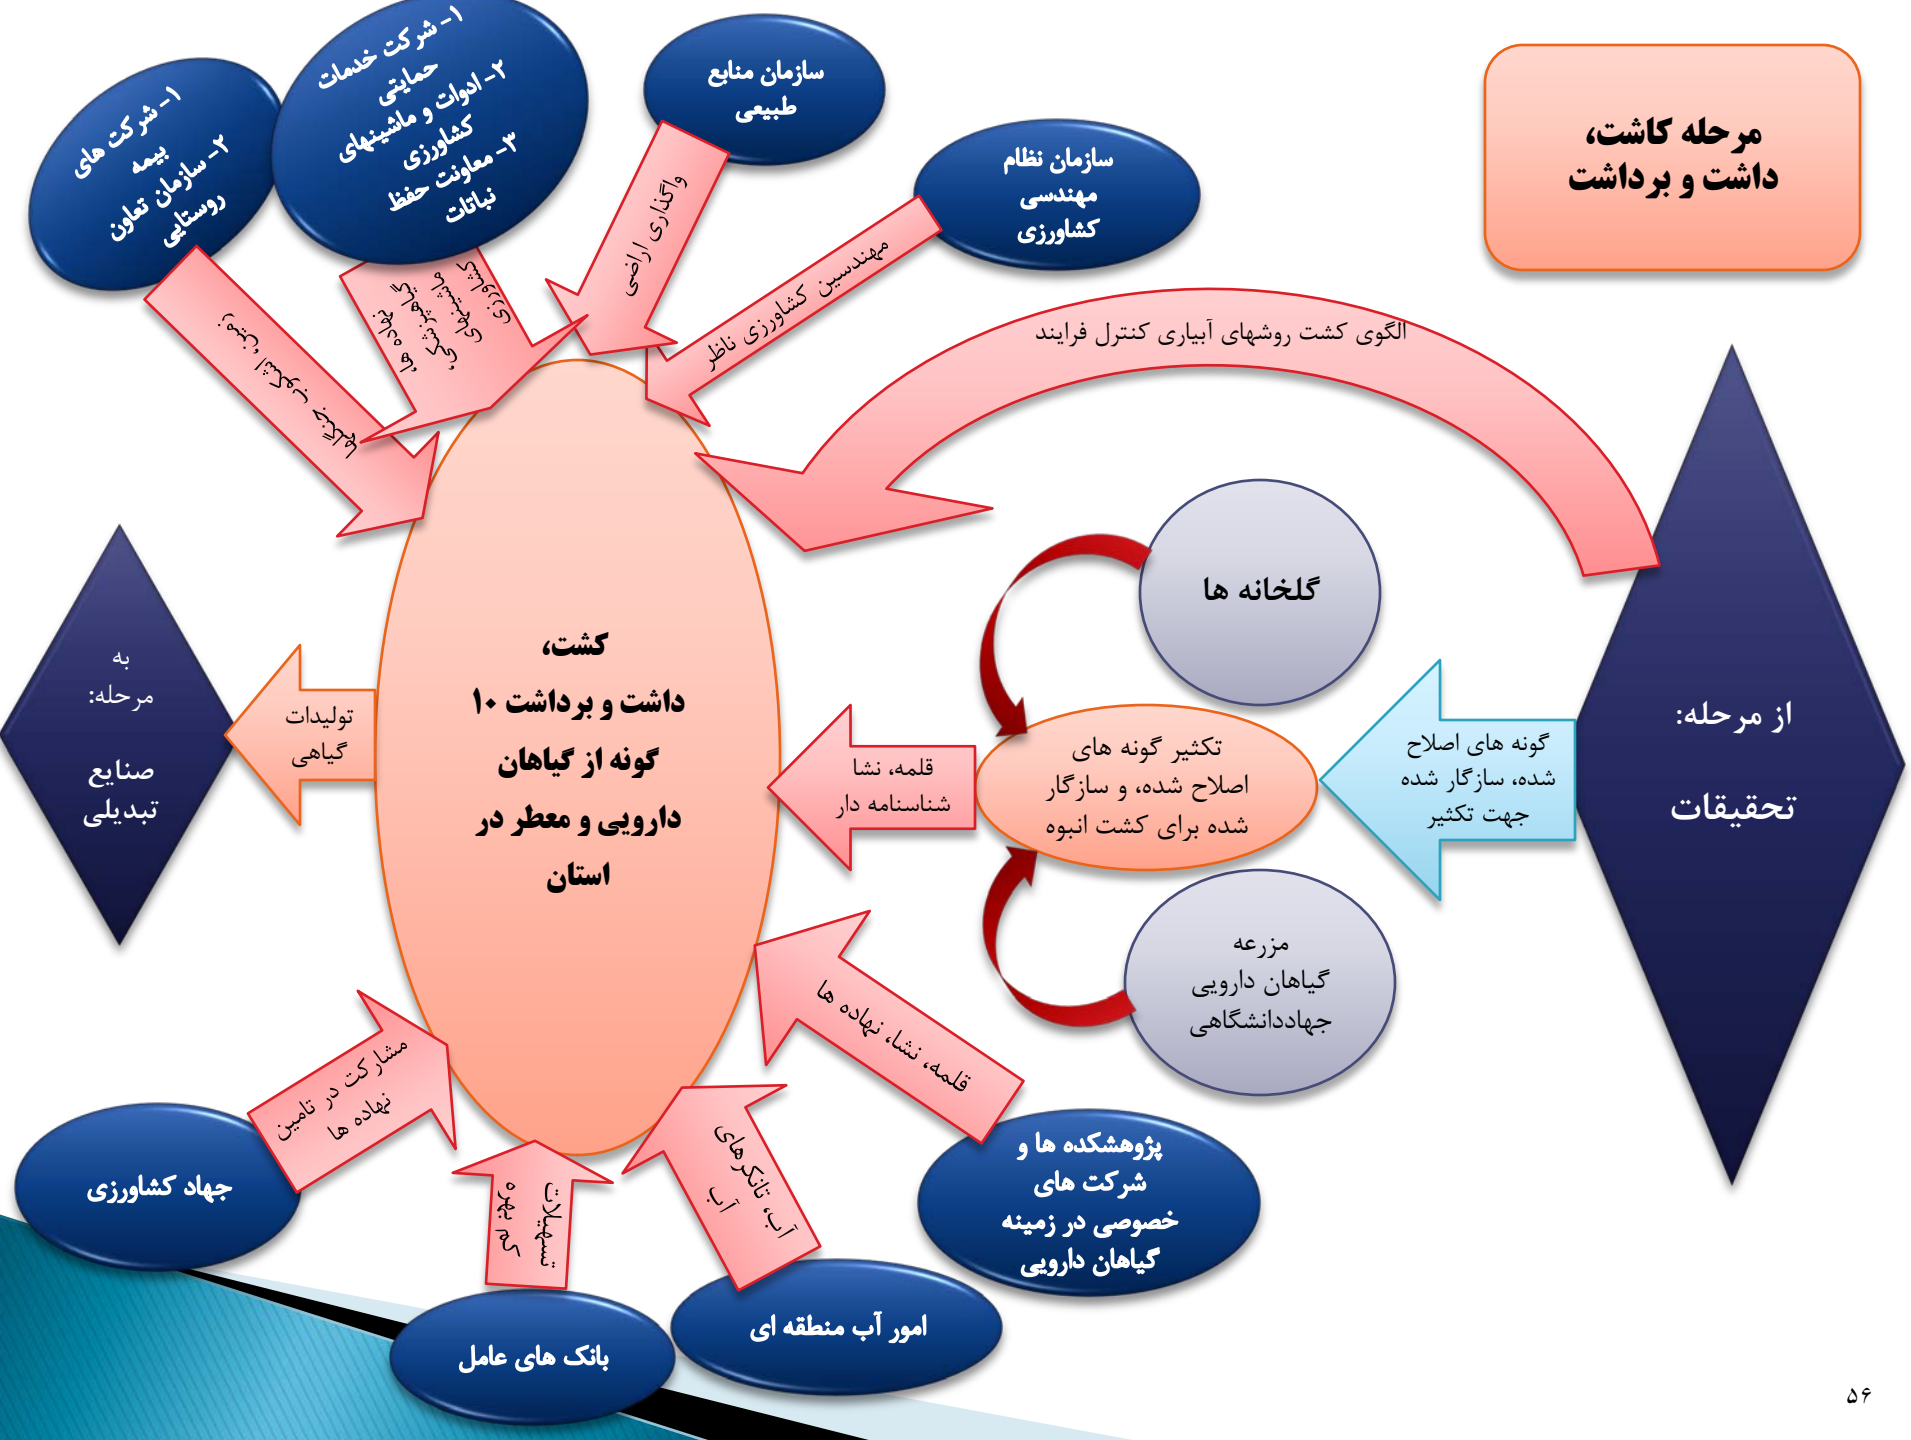 مرحله کاشت،
داشت و برداشت
۱- شرکت های
بیمه
۲- سازمان تعاون
روستایی
۱- شرکت خدمات
حمایتی
۲- ادوات و ماشینهای
کشاورزی
۳- معاونت حفظ
نباتات
سازمان منابع
طبیعی
سازمان نظام
مهندسی
کشاورزی
نهاده ها،
کشاورزی
واگذاری اراضی
مهندسین کشاورزی ناظر
الگوی کشت روشهای آبیاری کنترل فرایند
از مرحله:
تحقیقات
گونه های اصلاح
شده، سازگار شده
جهت تکثیر
گلخانه ها
تکثیر گونه های
اصلاح شده، و سازگار
شده برای کشت انبوه
مزرعه
گیاهان دارویی
جهاددانشگاهی
قلمه، نشا
شناسنامه دار
کشت،
داشت و برداشت ۱۰
گونه از گیاهان
دارویی و معطر در
استان
تولیدات
گیاهی
به
مرحله:
صنایع
تبدیلی
قلمه، نشا، نهاده ها
پژوهشکده ها و
شرکت های
خصوصی در زمینه
گیاهان دارویی
آب، تانکرهای
آب
امور آب منطقه ای
تسهیلات
کم بهره
بانک های عامل
مشارکت در تامین
نهاده ها
جهاد کشاورزی
۵۶